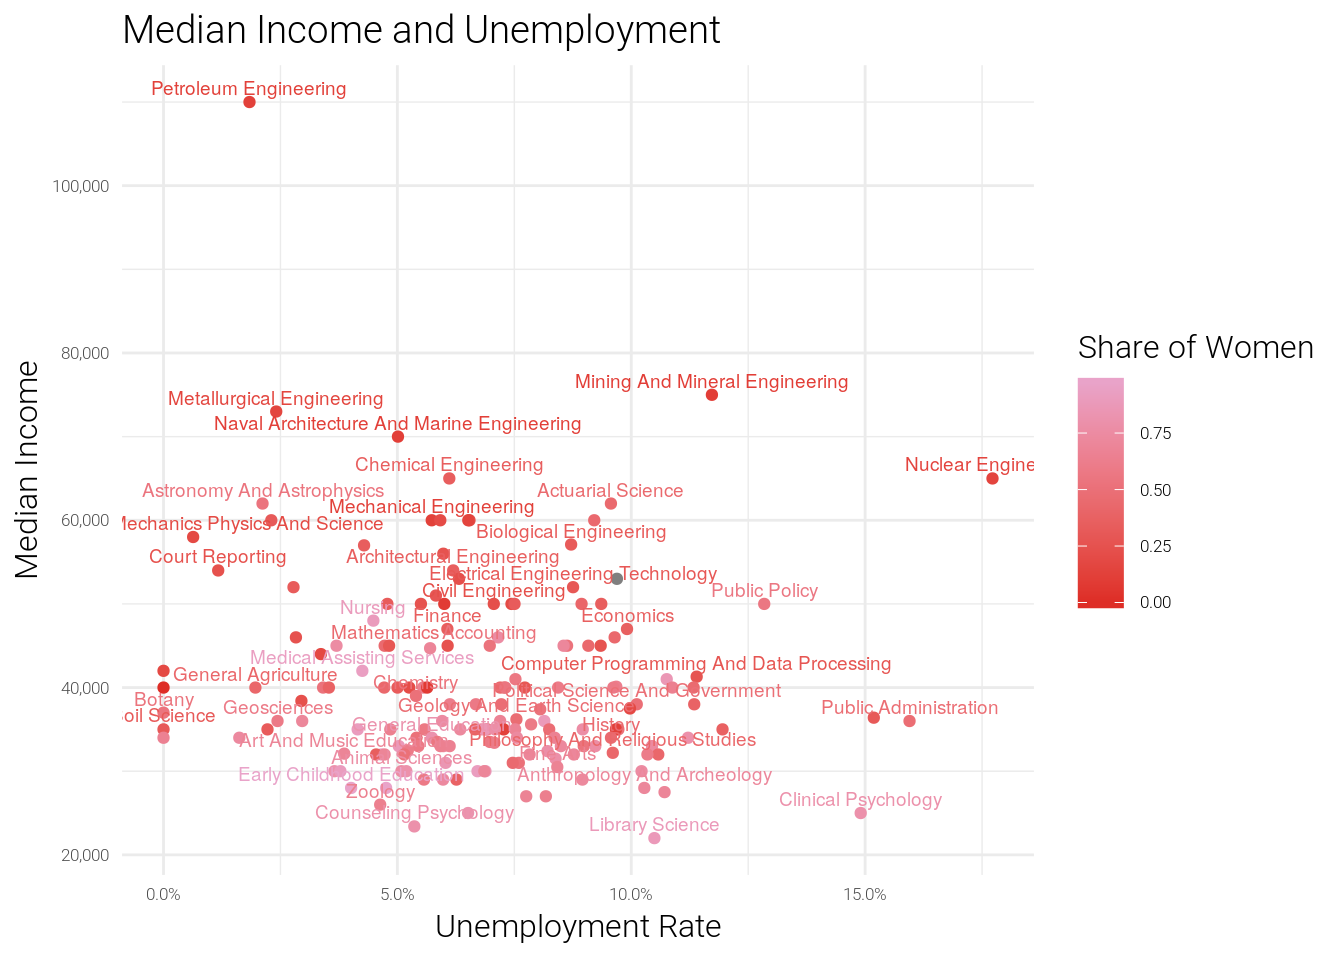 Median Income and Unemployment
Petroleum Engineering
100,000
80,000
Mining And Mineral Engineering
Metallurgical Engineering
Naval Architecture And Marine Engineering
Chemical Engineering
Nuclear Engine
Astronomy And Astrophysics
Actuarial Science
Mechanical Engineering
60,000
Mechanics Physics And Science
Biological Engineering
Court Reporting
Architectural Engineering
Electrical Engineering Technology
Civil Engineering
Public Policy
Nursing
Finance
Economics
Mathematics
Accounting
Medical Assisting Services
Computer Programming And Data Processing
General Agriculture
Chemistry
40,000
Political Science And Government
Botany
Geosciences
Geology And Earth Science
Public Administration
oil Science
General Education
History
Art And Music Education
Philosophy And Religious Studies
Animal Sciences
Fine Arts
Early Childhood Education
Anthropology And Archeology
Zoology
Clinical Psychology
Counseling Psychology
Library Science
20,000
0.0%
5.0%
10.0%
15.0%
Unemployment Rate
Median Income
Share of Women
0.75
0.50
0.25
0.00